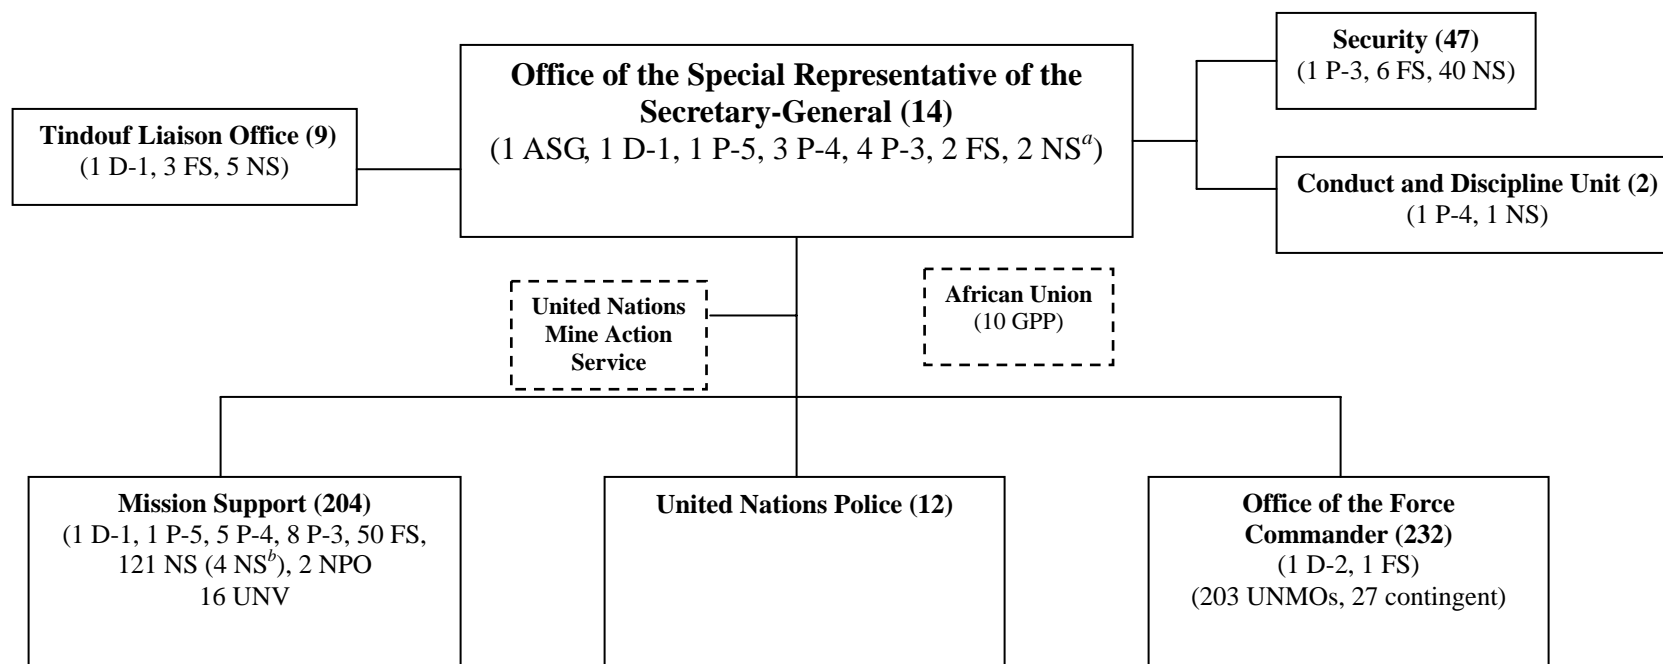 Office of the Special Representative of the
Secretary-General (14)
(1 ASG, 1 D-1, 1 P-5, 3 P-4, 4 P-3, 2 FS, 2 NSa)
Security (47)
(1 P-3, 6 FS, 40 NS)
Tindouf Liaison Office (9)
(1 D-1, 3 FS, 5 NS)
Conduct and Discipline Unit (2)
(1 P-4, 1 NS)
United Nations
Mine Action
Service
African Union
(10 GPP)
Mission Support (204)
(1 D-1, 1 P-5, 5 P-4, 8 P-3, 50 FS,
121 NS (4 NSb), 2 NPO
16 UNV
United Nations Police (12)
Office of the Force
Commander (232)
(1 D-2, 1 FS)
(203 UNMOs, 27 contingent)